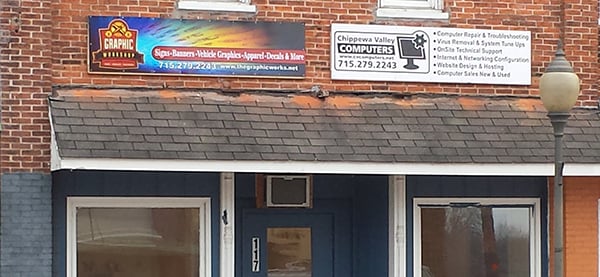 GRAPHIC
Signs-Banners-Vehicle Graphics-Apparel-Decals & More
715.279.2243 www.thegraphicworks.net
Chippewa Valley
COMPUTERS
www.cvcomputers.net
715.279.2243
• Computer Repair & Troubleshooting
• Virus Removal & System Tune Ups
• OnSite Technical Support
• Internet & Networking Configuration
• Website Design & Hosting
• Computer Sales New & Used
117